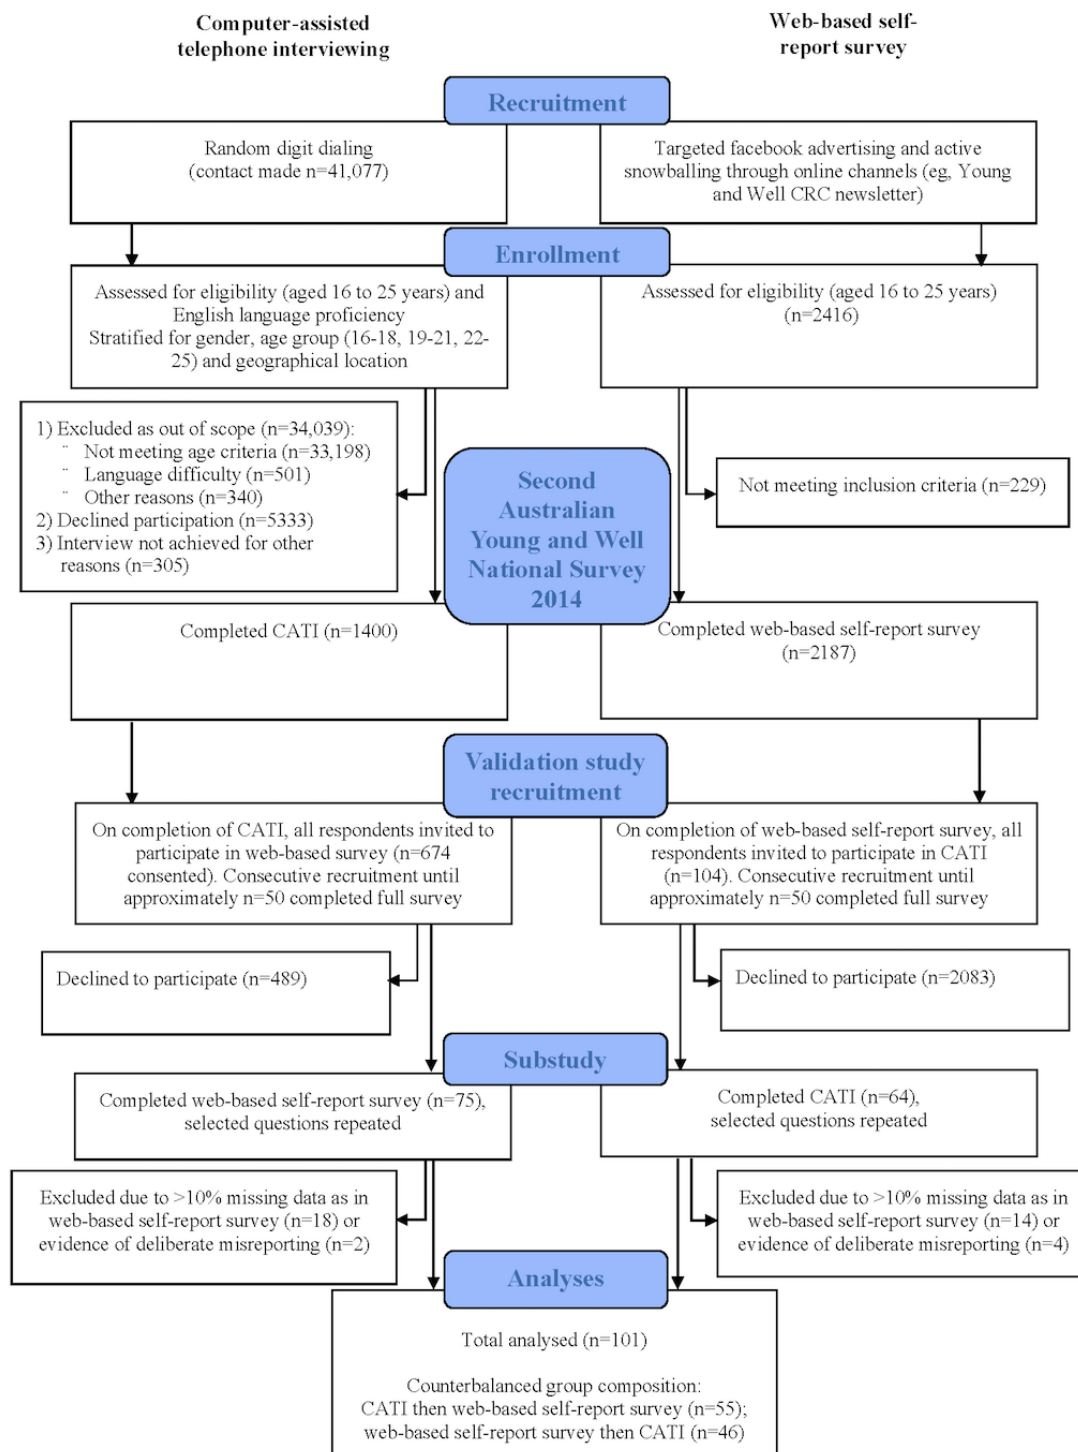 Computer-assisted
telephone interviewing
Web-based self-
report survey
Recruitment
Random digit dialing
(contact made n=41,077)
Targeted facebook advertising and active
snowballing through online channels (eg, Young
and Well CRC newsletter)
Enrollment
Assessed for eligibility (aged 16 to 25 years) and
English language proficiency
Stratified for gender, age group (16-18, 19-21, 22-
25) and geographical location
Assessed for eligibility (aged 16 to 25 years)
(n=2416)
1) Excluded as out of scope (n=34,039):
¨ Not meeting age criteria (n=33,198)
¨ Language difficulty (n=501)
¨ Other reasons (n=340)
2) Declined participation (n=5333)
3) Interview not achieved for other
reasons (n=305)
Second
Australian
Young and Well
National Survey
2014
Not meeting inclusion criteria (n=229)
Completed CATI (n=1400)
Completed web-based self-report survey
(n=2187)
Validation study
recruitment
On completion of CATI, all respondents invited to
participate in web-based survey (n=674
consented). Consecutive recruitment until
approximately n=50 completed full survey
On completion of web-based self-report survey, all
respondents invited to participate in CATI
(n=104). Consecutive recruitment until
approximately n=50 completed full survey
Declined to participate (n=489)
Declined to participate (n=2083)
Substudy
Completed web-based self-report survey (n=75),
selected questions repeated
Completed CATI (n=64),
selected questions repeated
Excluded due to >10% missing data as in
web-based self-report survey (n=18) or
evidence of deliberate misreporting (n=2)
Excluded due to >10% missing data as in
web-based self-report survey (n=14) or
evidence of deliberate misreporting (n=4)
Analyses
Total analysed (n=101)
Counterbalanced group composition:
CATI then web-based self-report survey (n=55);
web-based self-report survey then CATI (n=46)